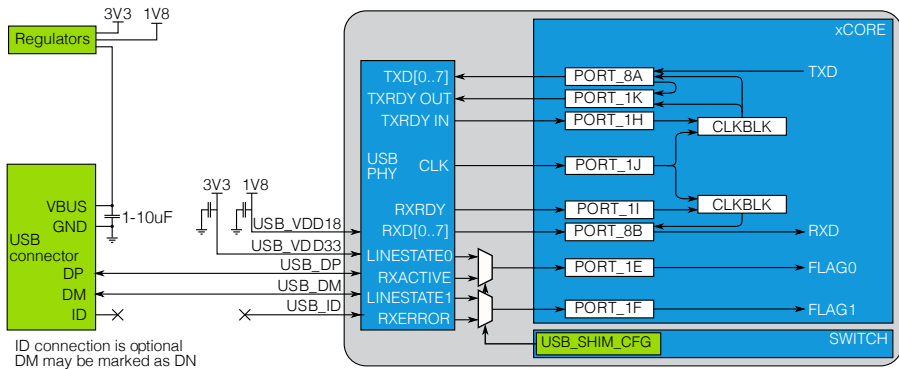 3V3
1V8
Regulators
xCORE
TXD[0..7]
PORT_8A
TXD
TXRDY OUT
PORT_1K
TXRDY IN
PORT_1H
CLKBLK
USB
PHY
CLK
PORT_1J
VBUS
1-10uF
GND
USB
connector
DP
DM
ID
3V3
1V8
USB_VDD18
USB_VDD33
USB_DP
USB_DM
USB_ID
RXRDY
PORT_1I
CLKBLK
RXD[0..7]
PORT_8B
RXD
LINESTATE0
RXACTIVE
PORT_1E
FLAG0
LINESTATE1
RXERROR
PORT_1F
FLAG1
USB_SHIM_CFG
SWITCH
ID connection is optional
DM may be marked as DN